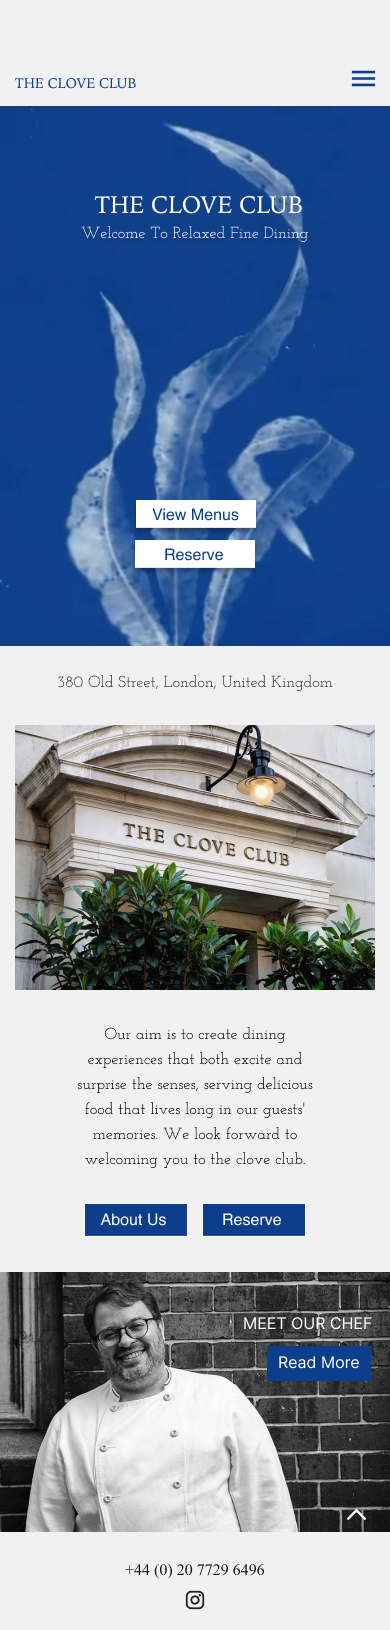 THE CLOVE CLUB
THE CLOVE CLUB
Welcome To Relaxed Fine Dining
View Menus
Reserve
380 Old Street, London, United Kingdom
THE CLOVE CLUB
Our aim is to create dining
experiences that both excite and
surprise the senses, serving delicious
food that lives long in our guests'
memories. We look forward to
welcoming you to the clove club.
About Us
Reserve
MEET OUR CHEF
Read More
+44 (0) 20 7729 6496